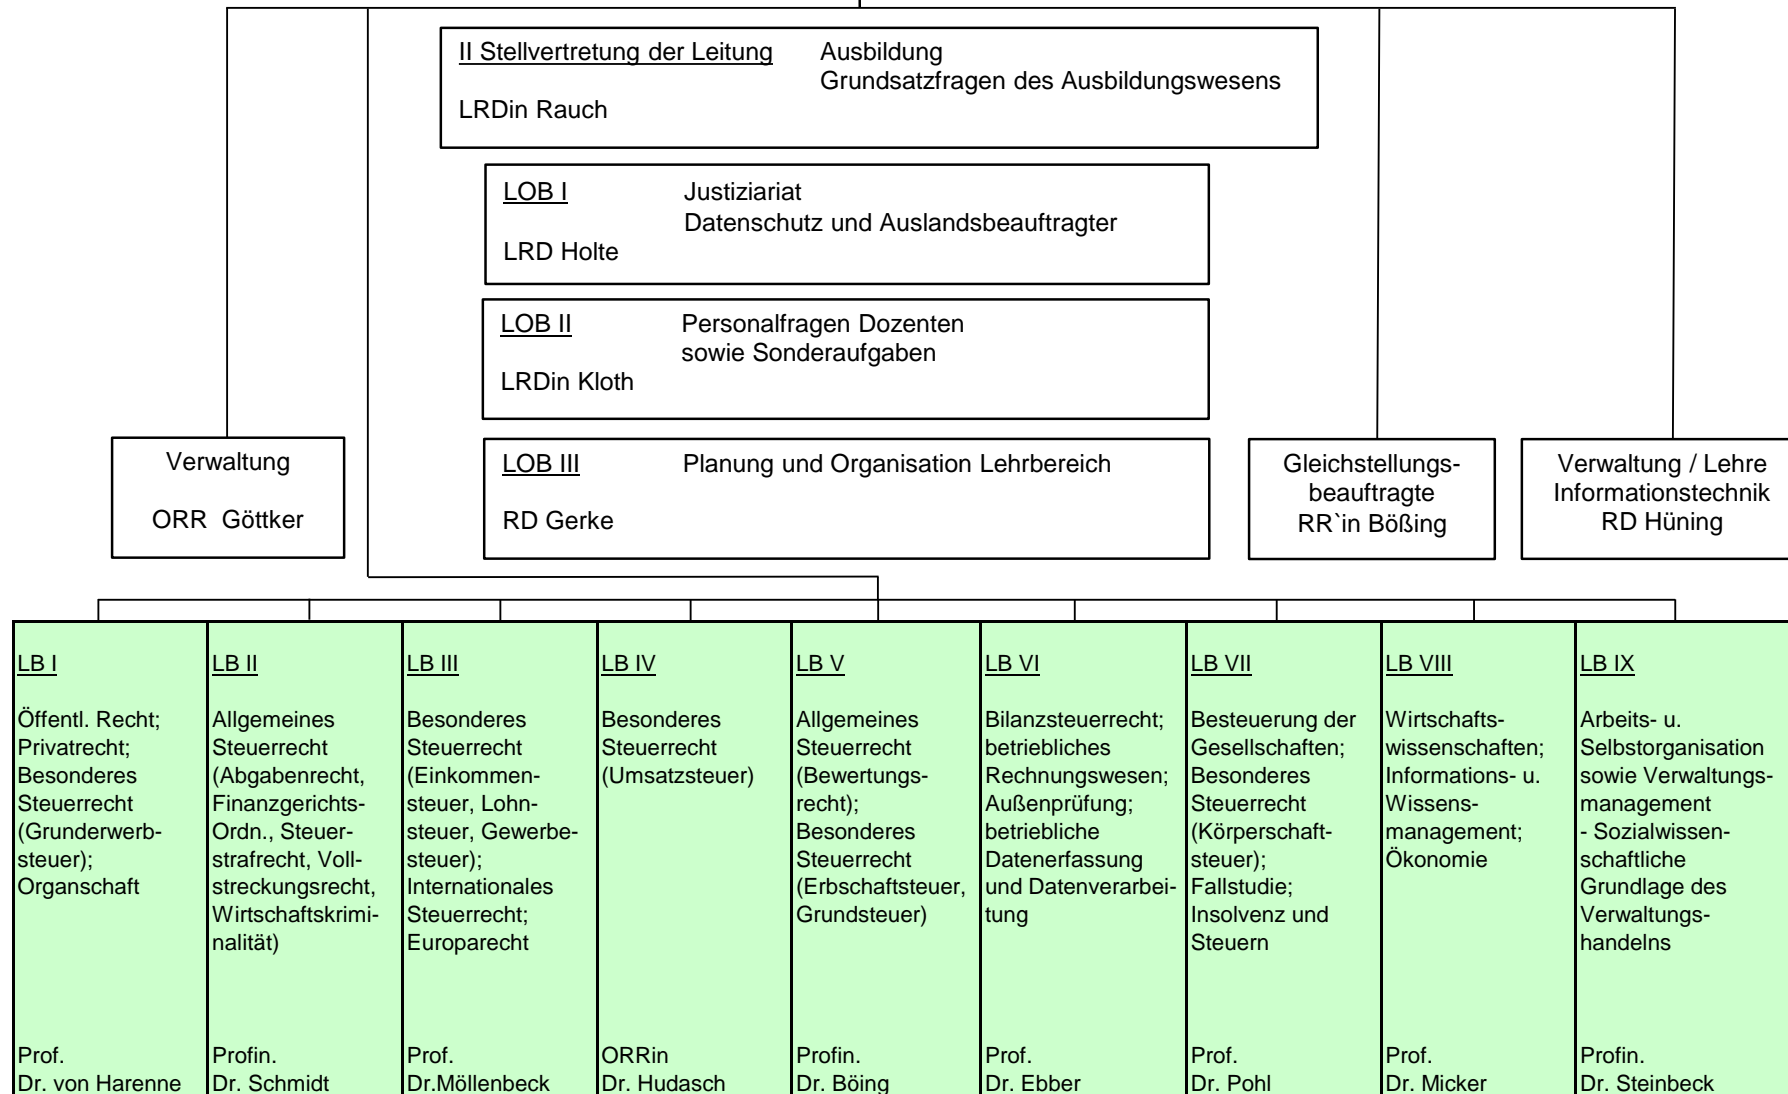 II Stellvertretung der Leitung Ausbildung
Grundsatzfragen des Ausbildungswesens
LRDin Rauch
LOB I Justiziariat
Datenschutz und Auslandsbeauftragter
LRD Holte
LOB II Personalfragen Dozenten
sowie Sonderaufgaben
LRDin Kloth
Verwaltung
ORR Göttker
LOB III Planung und Organisation Lehrbereich
RD Gerke
Gleichstellungs-
beauftragte
RR`in Bößing
Verwaltung / Lehre
Informationstechnik
RD Hüning
LB I
Öffentl. Recht;
Privatrecht;
Besonderes
Steuerrecht
(Grunderwerb-
steuer);
Organschaft
Prof.
Dr. von Harenne
LB II
Allgemeines
Steuerrecht
(Abgabenrecht,
Finanzgerichts-
Ordn., Steuer-
strafrecht, Voll-
streckungsrecht,
Wirtschaftskrimi-
nalität)
Profin.
Dr. Schmidt
LB III
Besonderes
Steuerrecht
(Einkommen-
steuer, Lohn-
steuer, Gewerbe-
steuer);
Internationales
Steuerrecht;
Europarecht
Prof.
Dr.Möllenbeck
LB IV
Besonderes
Steuerrecht
(Umsatzsteuer)
ORRin
Dr. Hudasch
LB V
Allgemeines
Steuerrecht
(Bewertungs-
recht);
Besonderes
Steuerrecht
(Erbschaftsteuer,
Grundsteuer)
Profin.
Dr. Böing
LB VI
Bilanzsteuerrecht;
betriebliches
Rechnungswesen;
Außenprüfung;
betriebliche
Datenerfassung
und Datenverarbei-
tung
Prof.
Dr. Ebber
LB VII
Besteuerung der
Gesellschaften;
Besonderes
Steuerrecht
(Körperschaft-
steuer);
Fallstudie;
Insolvenz und
Steuern
Prof.
Dr. Pohl
LB VIII
Wirtschafts-
wissenschaften;
Informations- u.
Wissens-
management;
Ökonomie
Prof.
Dr. Micker
LB IX
Arbeits- u.
Selbstorganisation
sowie Verwaltungs-
management
- Sozialwissen-
schaftliche
Grundlage des
Verwaltungs-
handelns
Profin.
Dr. Steinbeck